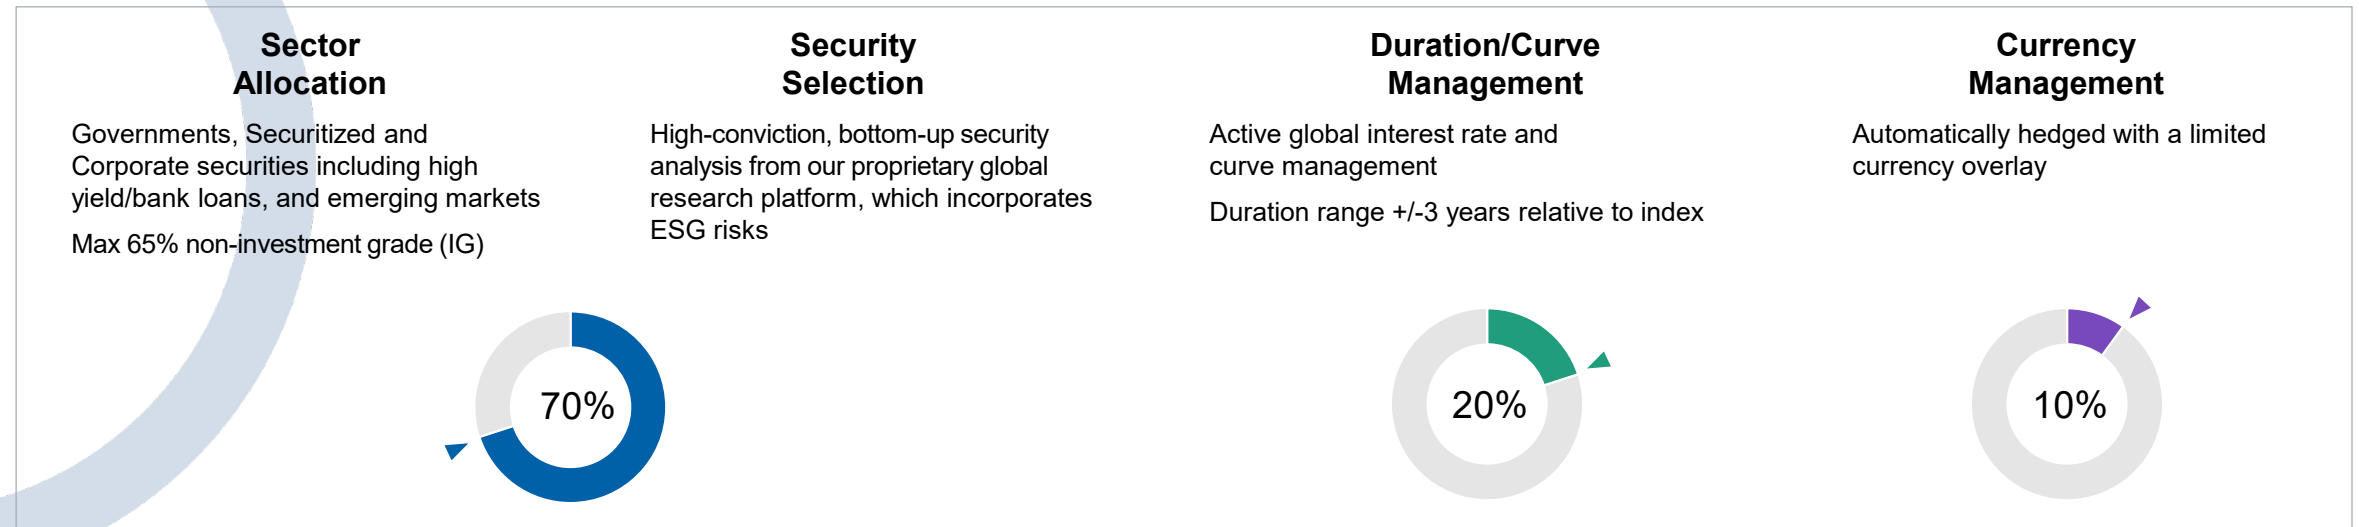 Sector
Allocation
Governments, Securitized and
Corporate securities including high
yield/bank loans, and emerging markets
Max 65% non-investment grade (IG)
Security
Selection
High-conviction, bottom-up security
analysis from our proprietary global
research platform, which incorporates
ESG risks
70%
Duration/Curve
Management
Active global interest rate and
curve management
Duration range +/-3 years relative to index
20%
Currency
Management
Automatically hedged with a limited
currency overlay
10%